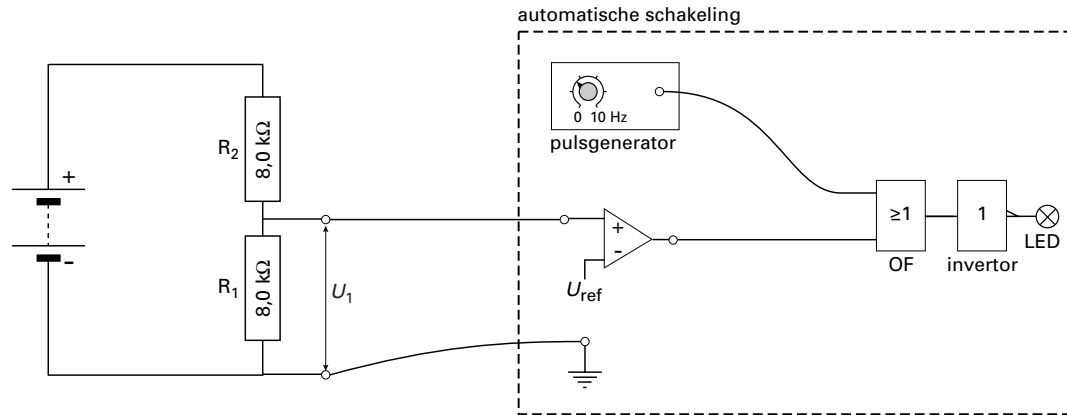 automatische schakeling
0 10 Hz
pulsgenerator
+
-
R2
8,0 kΩ
R1
8,0 kΩ
U1
+
-
Uref
≥1
OF
1
invertor
LED